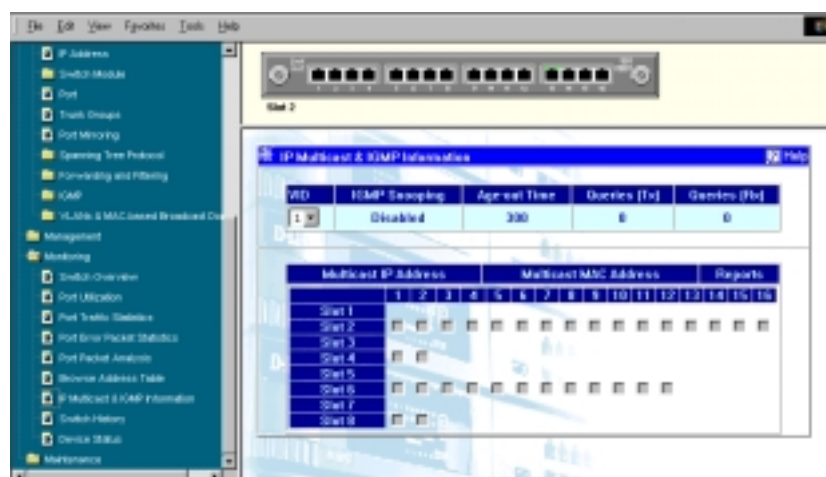 File Edit View Favorites Tools Help
IP Address
Switch Module
Port
Trunk Groups
Port Mirroring
Spanning Tree Protocol
Forwarding and Filtering
IGMP
VLANs & MAC-based Broadcast Do
Management
Monitoring
Switch Overview
Port Utilization
Port Traffic Statistics
Port Error Packet Statistics
Port Packet Analysis
Browse Address Table
IP Multicast & IGMP Information
Switch History
Device Status
Maintenance
Slot 2
IP Multicast & IGMP Information Help
VID IGMP Snooping Age-out Time Queries (Tx) Queries (Rx)
1 Disabled 300 0 0
Multicast IP Address Multicast MAC Address Reports
1 2 3 4 5 6 7 8 9 10 11 12 13 14 15 16
Slot 1
Slot 2
Slot 3
Slot 4
Slot 5
Slot 6
Slot 7
Slot 8